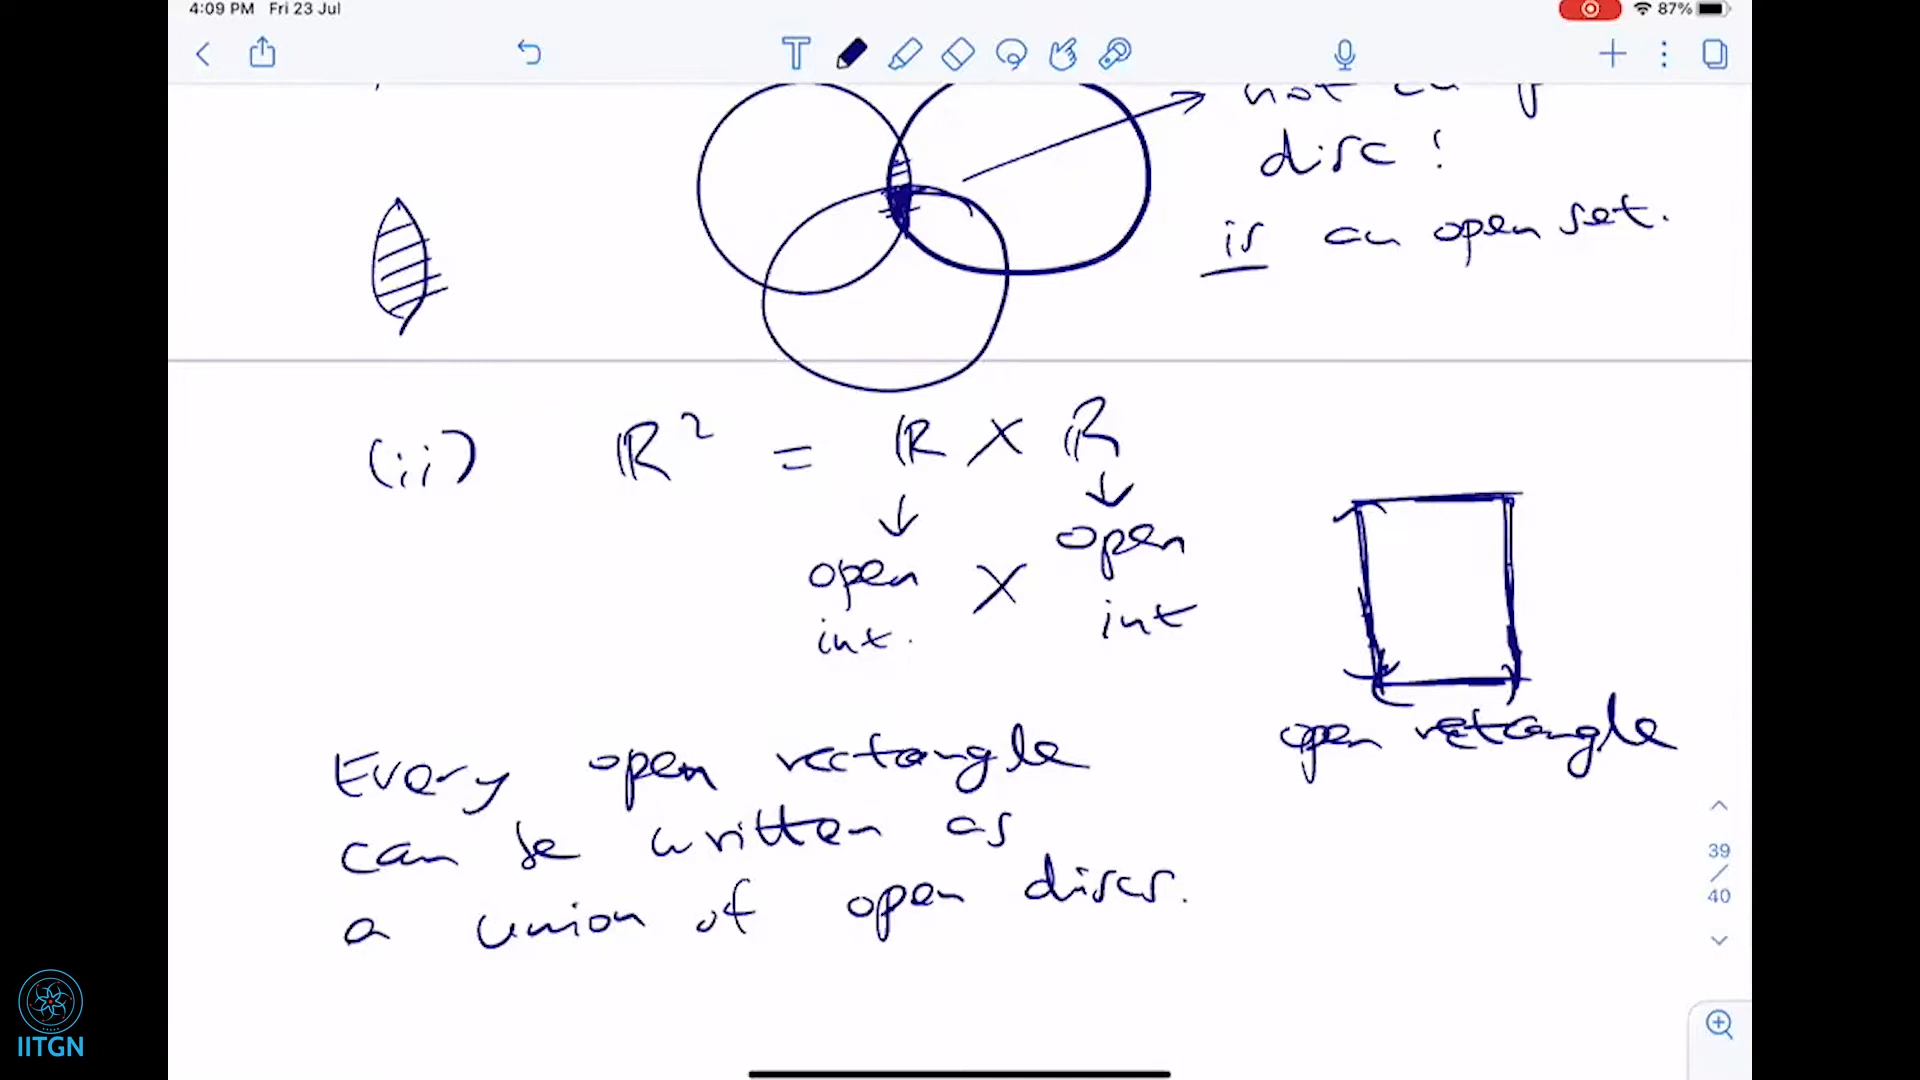 4:09 PM Fri 23 Jul
87%
T
disc!
is an open set.
(ii) ℝ² = ℝ × ℝ
↓ ↓
open int. × open int
open rectangle
Every open rectangle
can be written as
a union of open discs.
39
/
40
IITGN